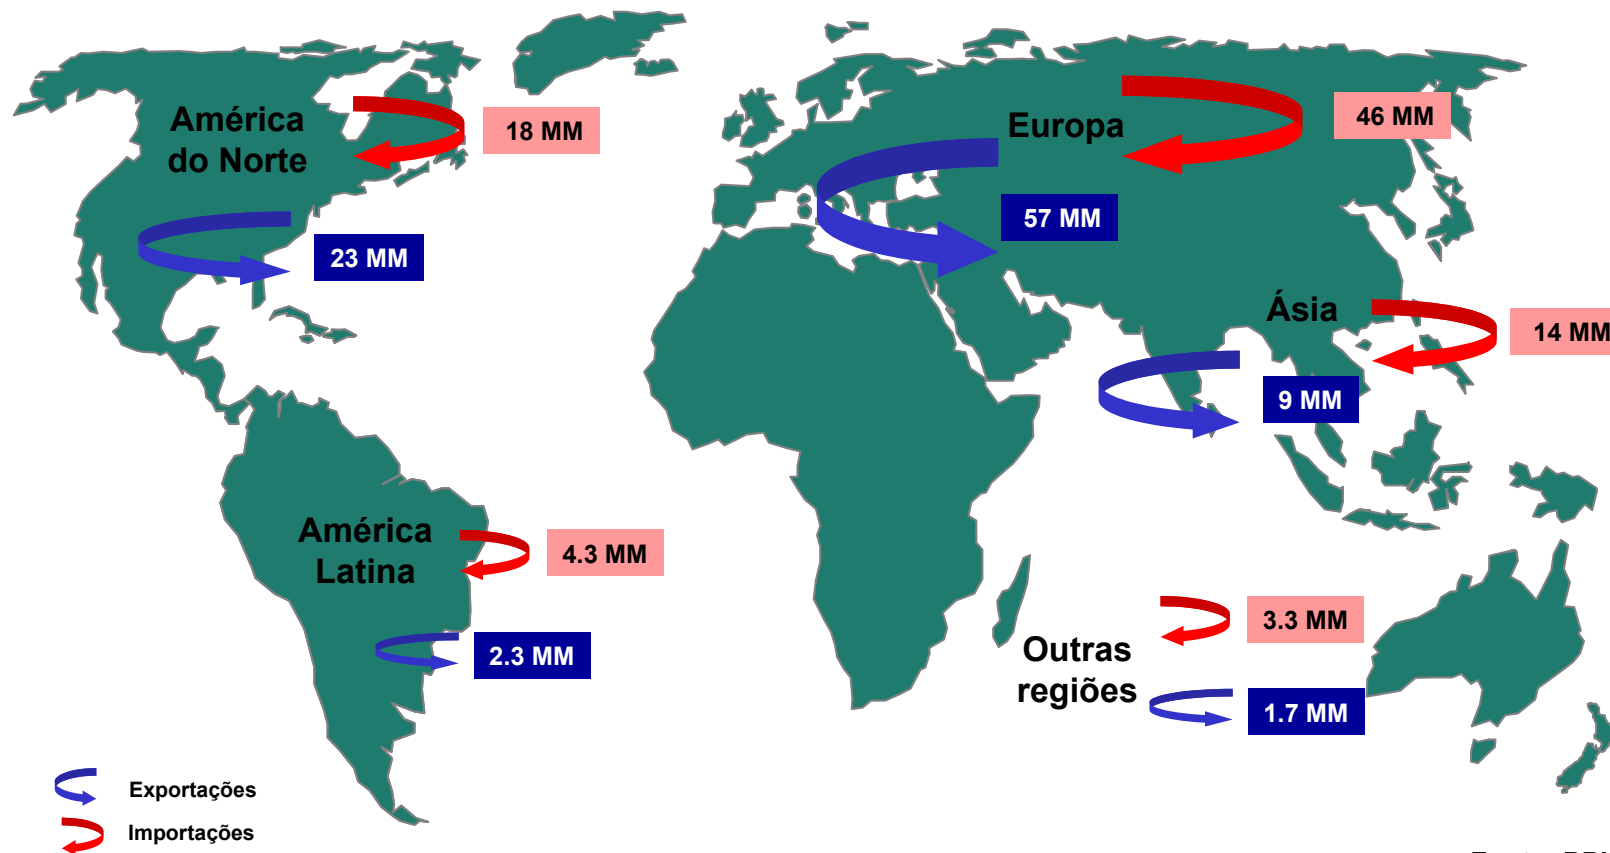 América
do Norte
18 MM
23 MM
Europa
46 MM
57 MM
Ásia
14 MM
9 MM
América
Latina
4.3 MM
2.3 MM
Outras
regiões
3.3 MM
1.7 MM
Exportações
Importações